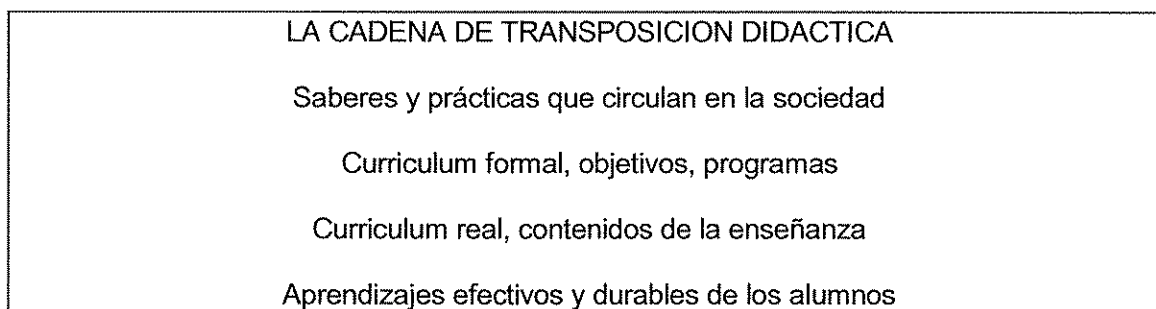 LA CADENA DE TRANSPOSICION DIDACTICA
Saberes y prácticas que circulan en la sociedad
Curriculum formal, objetivos, programas
Curriculum real, contenidos de la enseñanza
Aprendizajes efectivos y durables de los alumnos